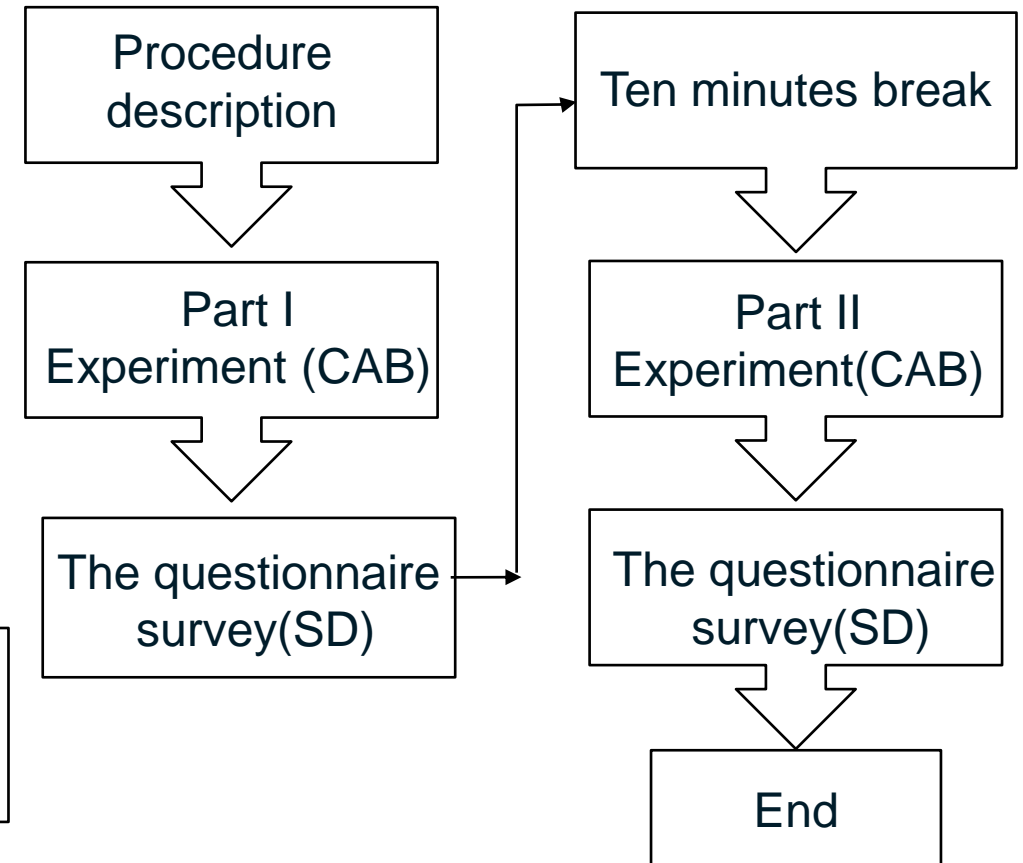 Procedure
description
Part I
Experiment (CAB)
The questionnaire
survey(SD)
Ten minutes break
Part II
Experiment(CAB)
The questionnaire
survey(SD)
End